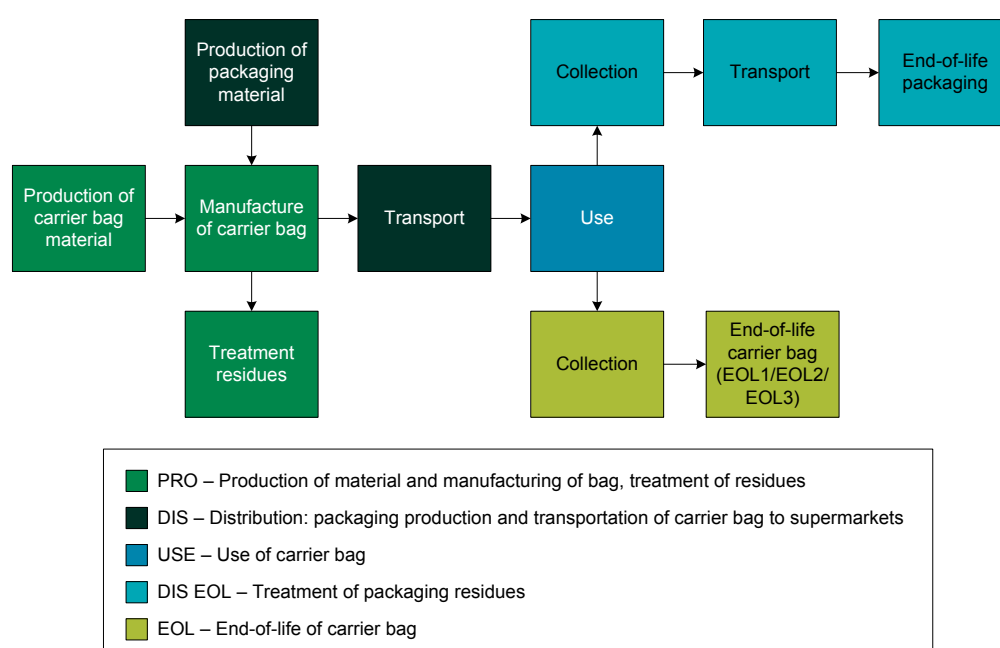 Production of
packaging
material
Collection
Transport
End-of-life
packaging
Production of
carrier bag
material
Manufacture
of carrier bag
Transport
Use
Treatment
residues
Collection
End-of-life
carrier bag
(EOL1/EOL2/
EOL3)
PRO – Production of material and manufacturing of bag, treatment of residues
DIS – Distribution: packaging production and transportation of carrier bag to supermarkets
USE – Use of carrier bag
DIS EOL – Treatment of packaging residues
EOL – End-of-life of carrier bag